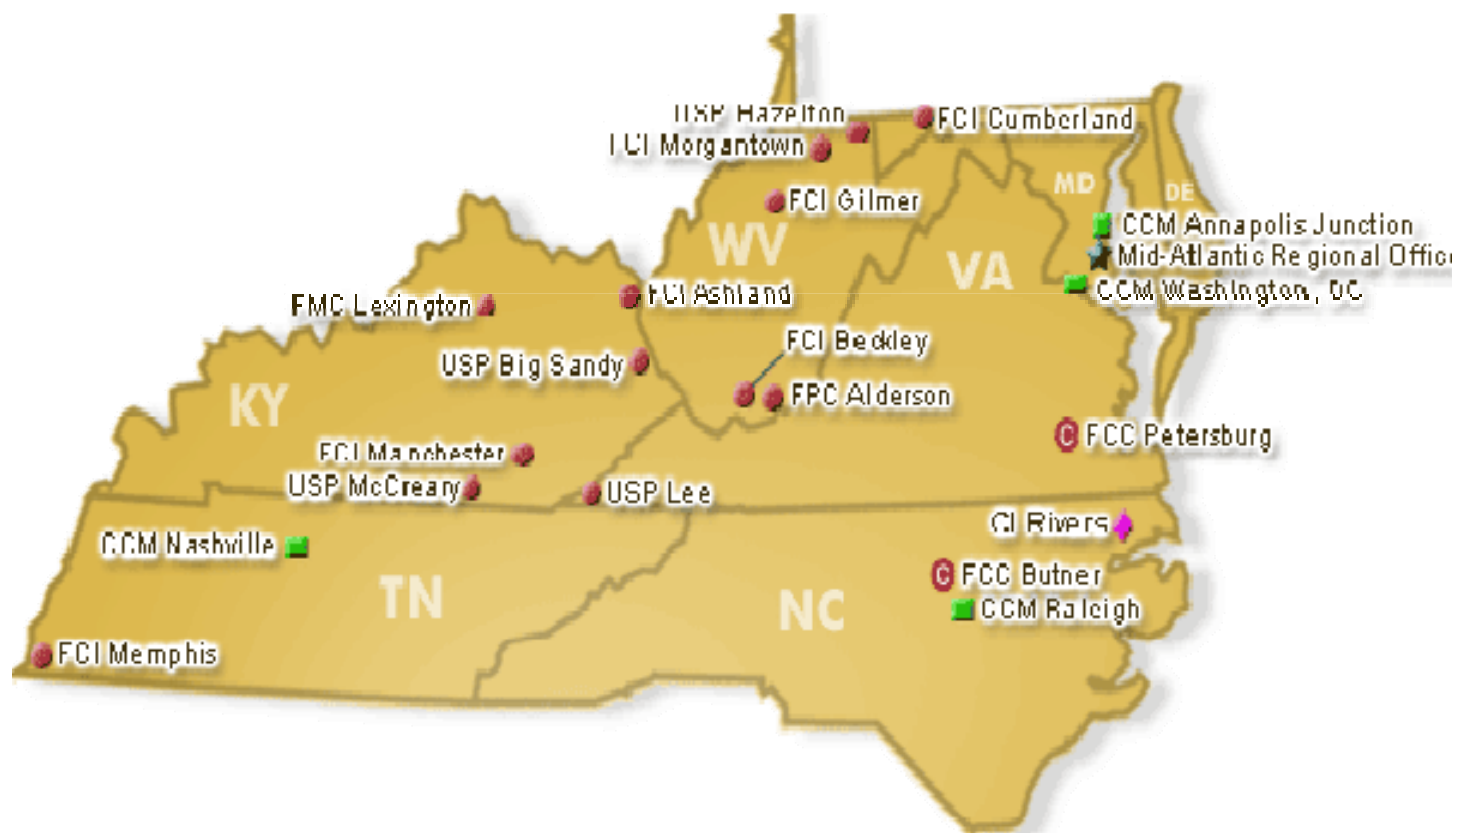 USP Hazelton
FCI Cumberland
FCI Morgantown
MD
DE
FCI Gilmer
CCM Annapolis Junction
WV
Mid-Atlantic Regional Offic
VA
CCM Washington, DC
FCI Ashland
FMC Lexington
FCI Beckley
USP Big Sandy
FPC Alderson
KY
C FCC Petersburg
FCI Manchester
USP McCreary
USP Lee
CI Rivers
CCM Nashville
C FCC Butner
TN
NC
CCM Raleigh
FCI Memphis